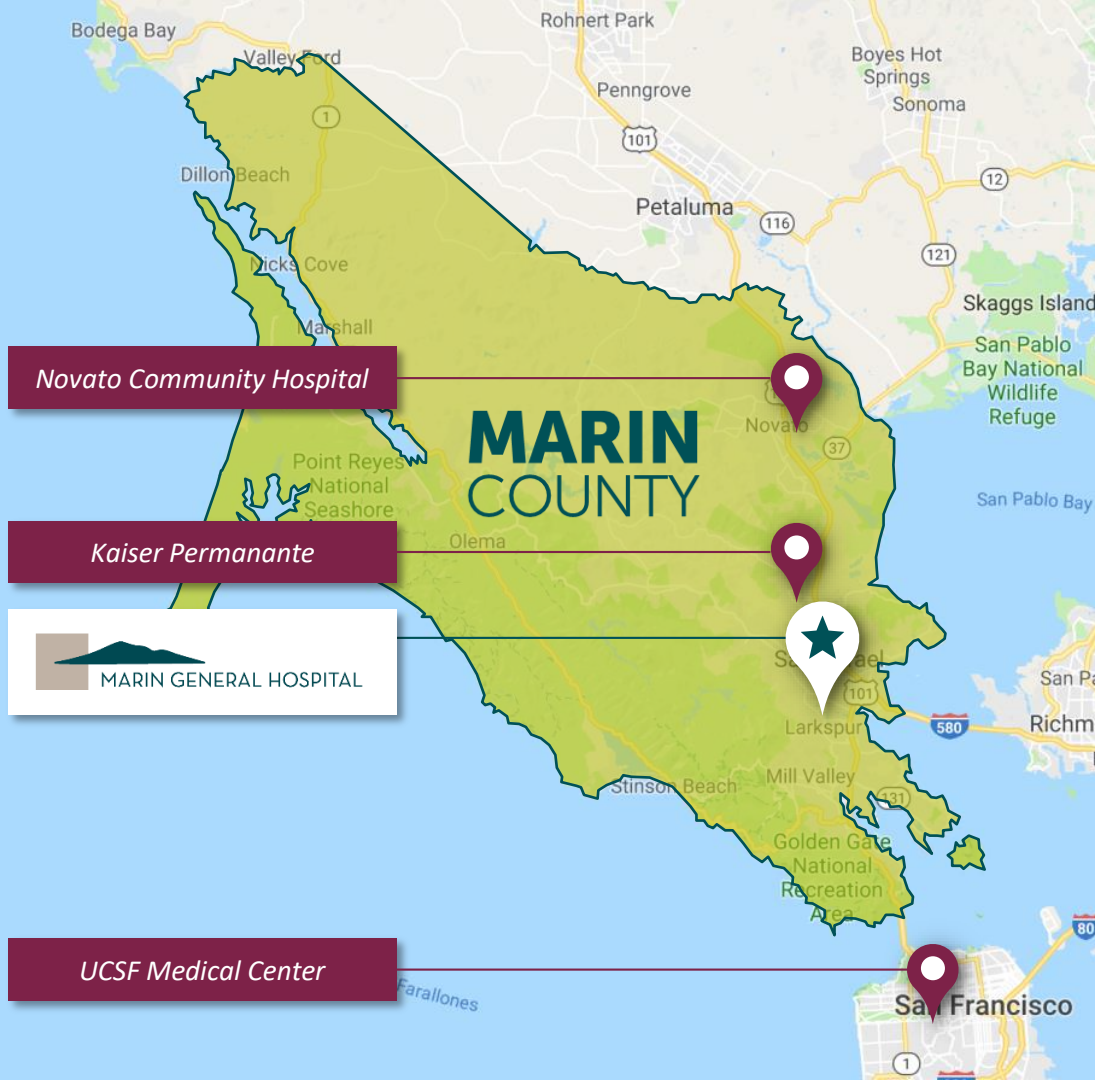 Bodega Bay
Rohnert Park
Valley Ford
Boyes Hot
Springs
Penngrove
Sonoma
1
101
Dillon Beach
12
Petaluma
116
121
Nicks Cove
Skaggs Island
Marshall
San Pablo
Bay National
Wildlife
Refuge
Novato Community Hospital
MARIN
COUNTY
Novato
37
Point Reyes
National
Seashore
San Pablo Bay
Kaiser Permanante
Olema
MARIN GENERAL HOSPITAL
101
580
Richm
Larkspur
Mill Valley
Stinson Beach
131
Golden Gate
National
Recreation
Area
80
UCSF Medical Center
Farallones
San Francisco
1